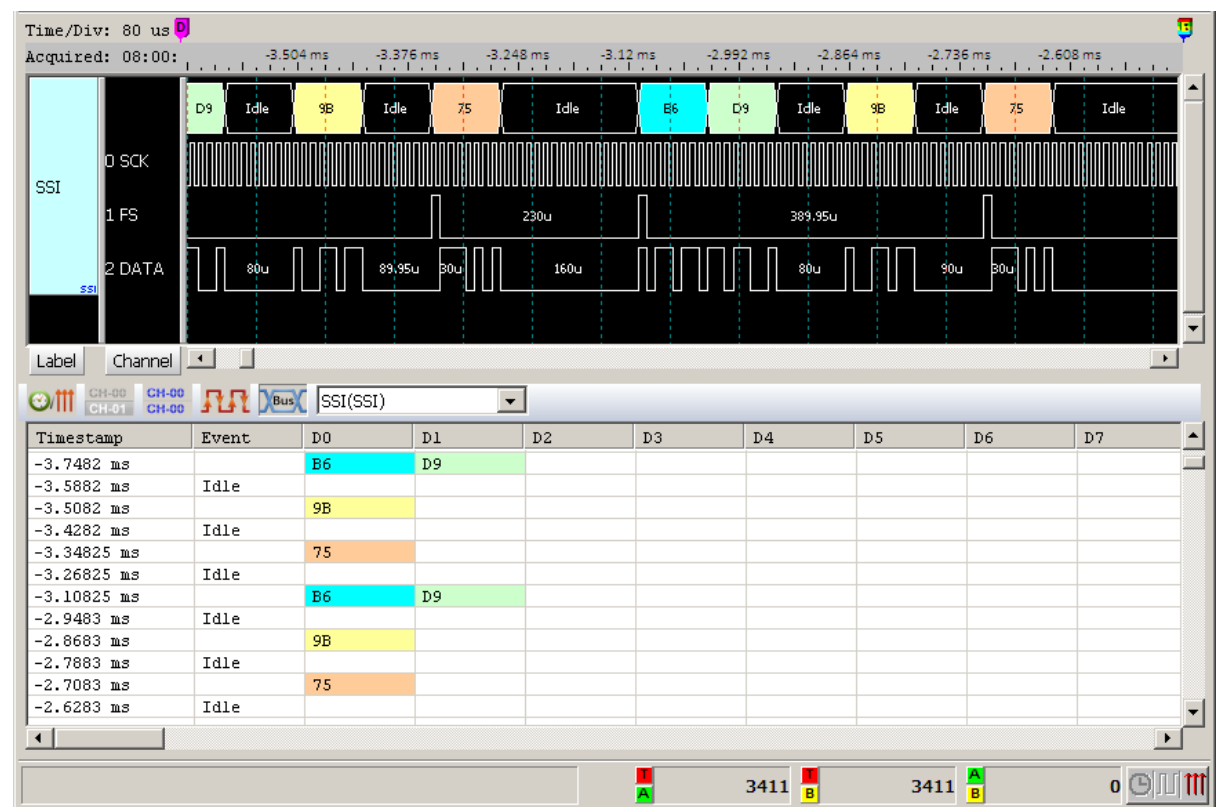 Time/Div: 80 us D
Acquired: 08:00: -3.504 ms -3.376 ms -3.248 ms -3.12 ms -2.992 ms -2.864 ms -2.736 ms -2.608 ms
D9 Idle 9B Idle 75 Idle B6 D9 Idle 9B Idle 75 Idle
0 SCK
SSI
1 FS 230u 389.95u
2 DATA 80u 89.95u 30u 160u 80u 90u 30u
SSI
Label Channel
CH-00 CH-00 Bus SSI(SSI)
CH-01 CH-00
Timestamp Event D0 D1 D2 D3 D4 D5 D6 D7
-3.7482 ms B6 D9
-3.5882 ms Idle
-3.5082 ms 9B
-3.4282 ms Idle
-3.34825 ms 75
-3.26825 ms Idle
-3.10825 ms B6 D9
-2.9483 ms Idle
-2.8683 ms 9B
-2.7883 ms Idle
-2.7083 ms 75
-2.6283 ms Idle
T A 3411 T B 3411 A B 0